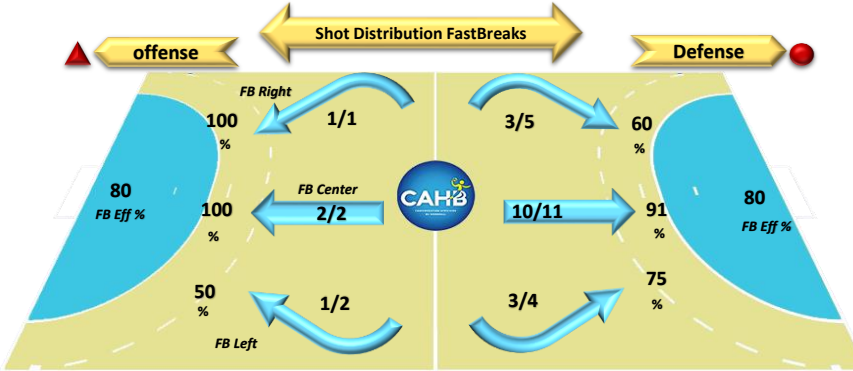 Shot Distribution FastBreaks
offense
Defense
FB Right
100
%
1/1
3/5
60
%
80
FB Eff %
FB Center
100
%
2/2
CAHB
10/11
91
%
80
FB Eff %
50
%
1/2
3/4
75
%
FB Left